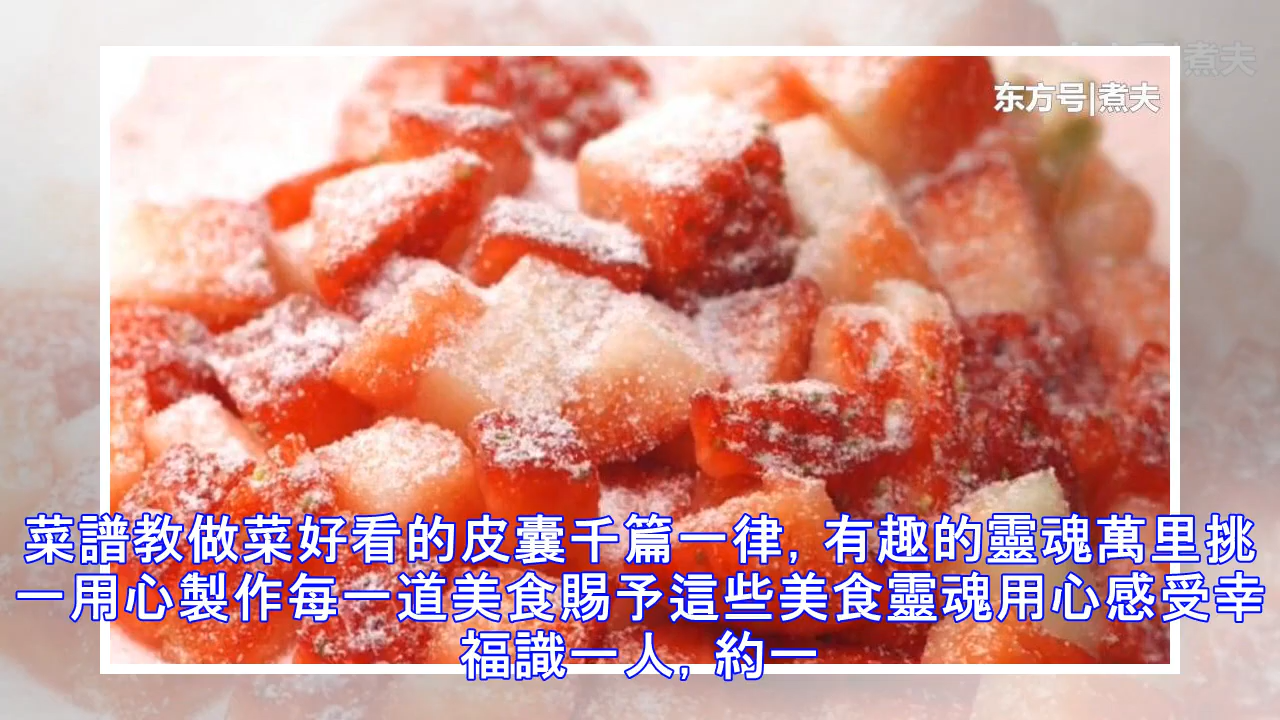 煮夫
东方号|煮夫
菜譜教做菜好看的皮囊千篇一律, 有趣的靈魂萬里挑
一用心製作每一道美食賜予這些美食靈魂用心感受幸
福識一人, 約一